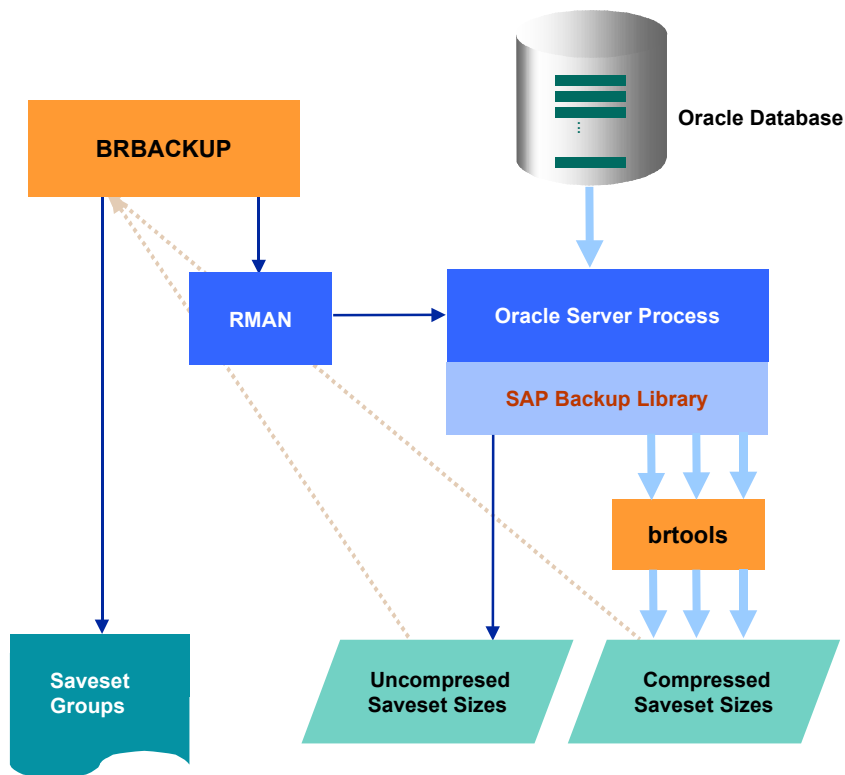 Oracle Database
BRBACKUP
RMAN
Oracle Server Process
SAP Backup Library
brtools
Saveset
Groups
Uncompresed
Saveset Sizes
Compressed
Saveset Sizes